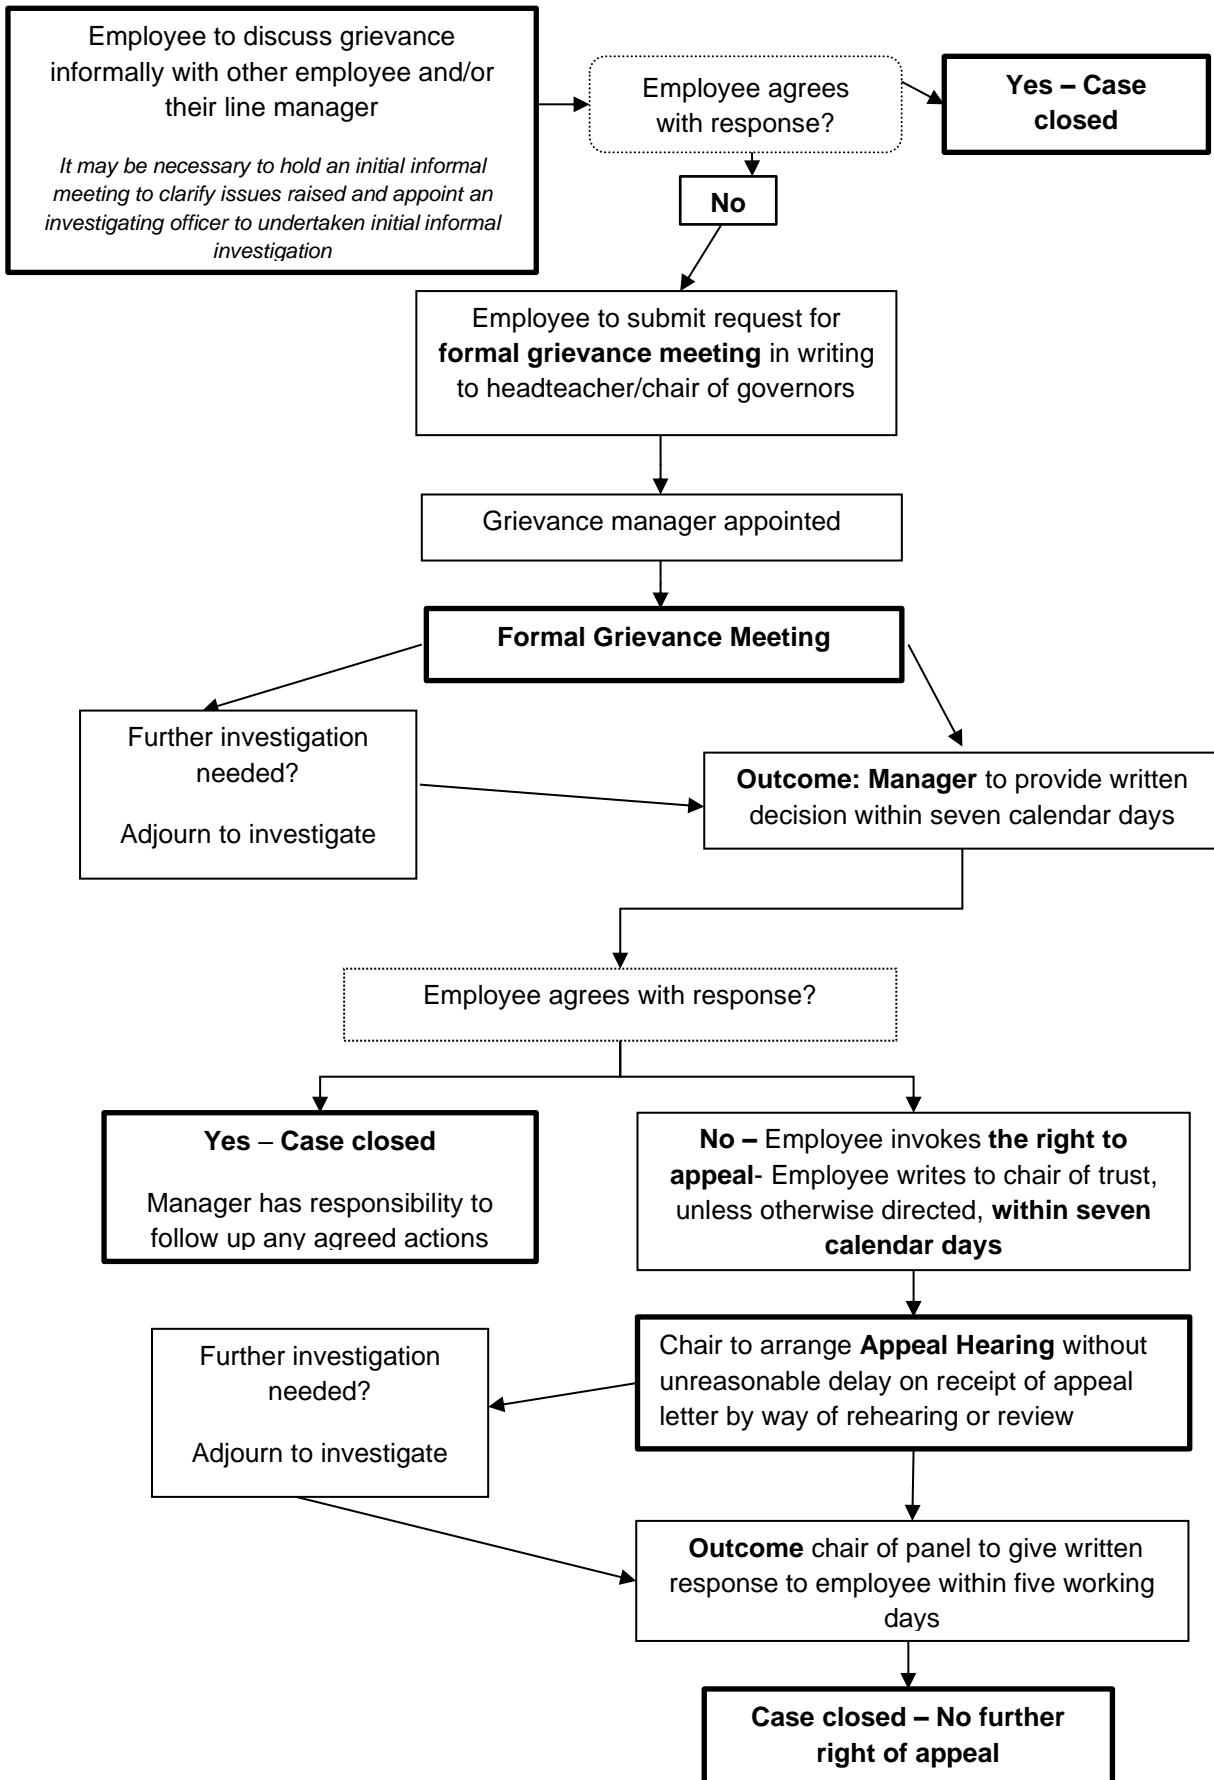 Employee to discuss grievance
informally with other employee and/or
their line manager
It may be necessary to hold an initial informal
meeting to clarify issues raised and appoint an
investigating officer to undertaken initial informal
investigation
Employee agrees
with response?
Yes – Case
closed
No
Employee to submit request for
formal grievance meeting in writing
to headteacher/chair of governors
Grievance manager appointed
Formal Grievance Meeting
Further investigation
needed?
Adjourn to investigate
Outcome: Manager to provide written
decision within seven calendar days
Employee agrees with response?
Yes – Case closed
Manager has responsibility to
follow up any agreed actions
No – Employee invokes the right to
appeal- Employee writes to chair of trust,
unless otherwise directed, within seven
calendar days
Chair to arrange Appeal Hearing without
unreasonable delay on receipt of appeal
letter by way of rehearing or review
Further investigation
needed?
Adjourn to investigate
Outcome chair of panel to give written
response to employee within five working
days
Case closed – No further
right of appeal